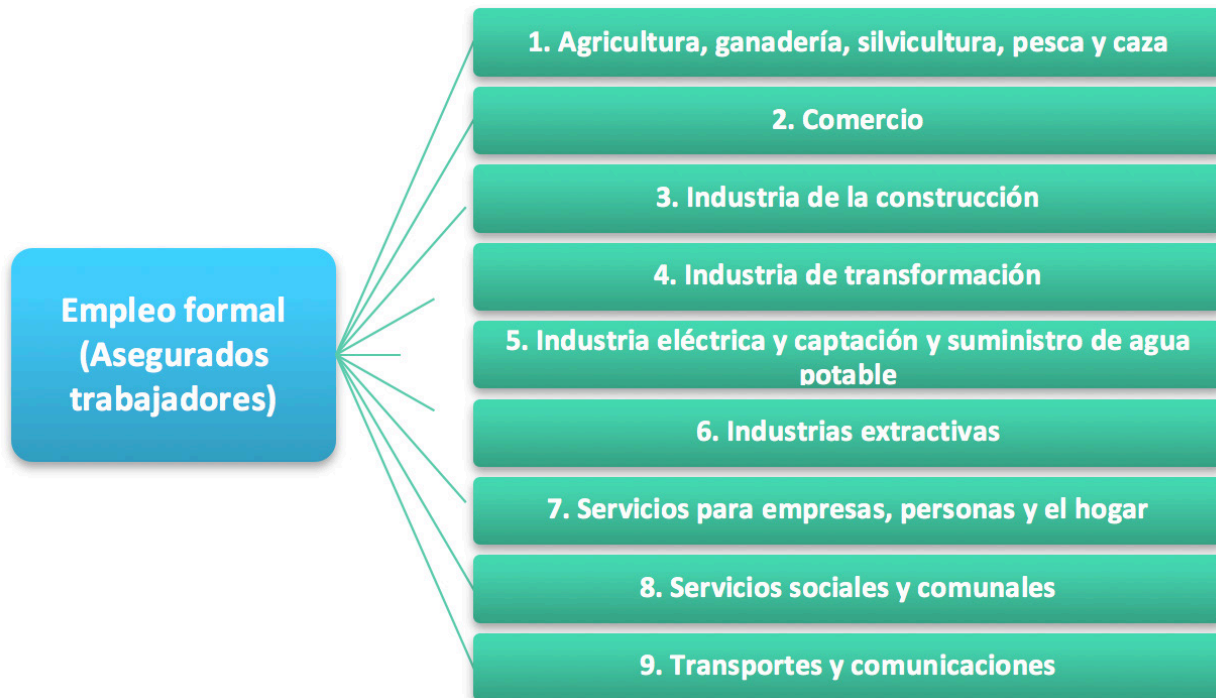 1. Agricultura, ganadería, silvicultura, pesca y caza
2. Comercio
3. Industria de la construcción
Empleo formal
(Asegurados
trabajadores)
4. Industria de transformación
5. Industria eléctrica y captación y suministro de agua
potable
6. Industrias extractivas
7. Servicios para empresas, personas y el hogar
8. Servicios sociales y comunales
9. Transportes y comunicaciones